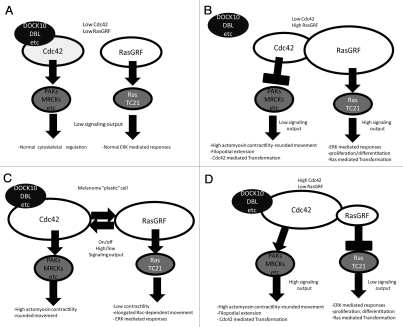 A
DOCK10
DBL
etc
Low Cdc42
Low RasGRF
Cdc42
RasGRF
PAKs
MRCKs
etc
Ras
TC21
Low signaling output
-Normal cytoskeletal regulation
-Normal ERK mediated responses
B
DOCK10
DBL
etc
Low Cdc42
High RasGRF
Cdc42
RasGRF
PAKs
MRCKs
etc
Ras
TC21
Low signaling
output
High signaling
output
-High actomyosin contractility-rounded movement
-Filopodial extension
- Cdc42 mediated Transformation
-ERK mediated responses
- proliferation/differentitation
- Ras mediated Transformation
C
DOCK10
DBL
etc
Melanoma "plastic" cell
Cdc42
RasGRF
On/off
High/low
Signaling output
PAKs
MRCKs
etc
Ras
TC21
-High actomyosin contractility
-rounded movement
-Low contractility
-elongated Rac-dependent movement
- ERK mediated responses
D
DOCK10
DBL
etc
High Cdc42
Low RasGRF
Cdc42
RasGRF
PAKs
MRCKs
etc
Ras
TC21
High signaling
output
Low signaling
output
-High actomyosin contractility-rounded movement
-Filopodial extension
- Cdc42 mediated Transformation
-ERK mediated responses
- proliferation, differentitation
- Ras mediated Transformation